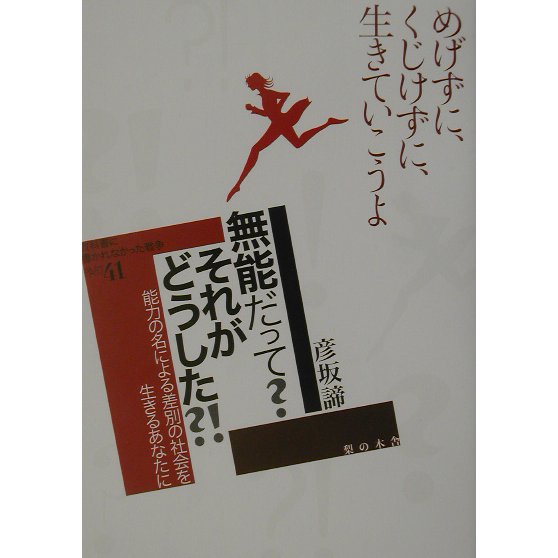 めげずに、
くじけずに、
生きていこうよ
無能だって?
それが
どうした?!
彦坂諦
能力の名による差別の社会を
生きるあなたに
教科書に
書かれなかった戦争
PART 41
梨の木舎